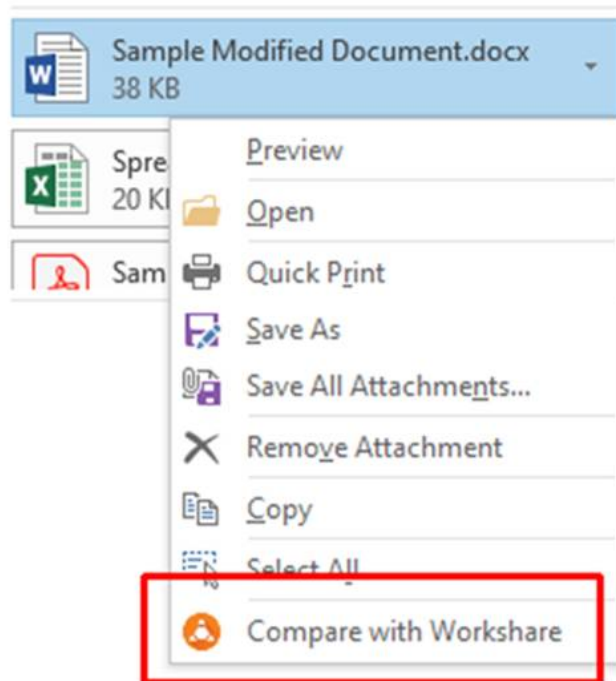 Sample Modified Document.docx
38 KB
Preview
Spre
20 K
Open
Sam
Quick Print
Save As
Save All Attachments...
Remove Attachment
Copy
Select All
Compare with Workshare